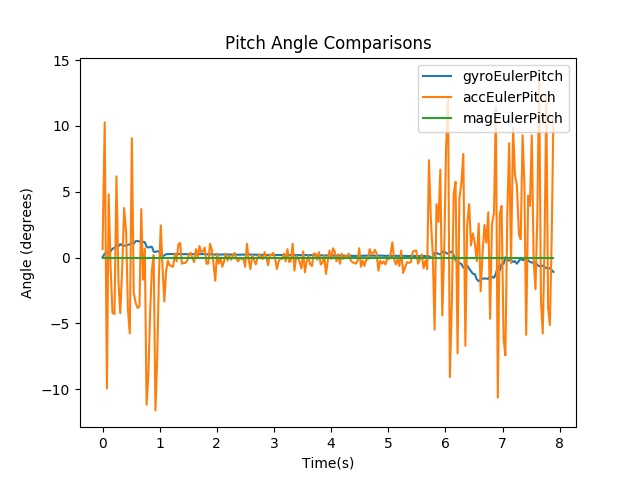 Pitch Angle Comparisons
gyroEulerPitch
accEulerPitch
magEulerPitch
Angle (degrees)
15
10
5
0
−5
−10
0 1 2 3 4 5 6 7 8
Time(s)